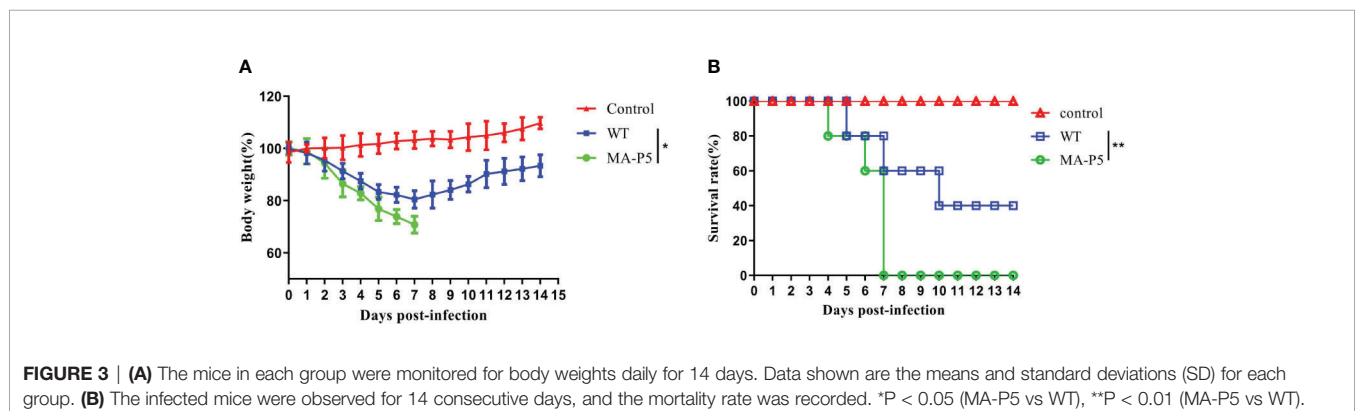 A
120
100
80
60
Body weight(%)
0 1 2 3 4 5 6 7 8 9 10 11 12 13 14 15
Days post-infection
Control
WT
MA-P5
*
B
100
80
60
40
20
0
Survival rate(%)
0 1 2 3 4 5 6 7 8 9 10 11 12 13 14
Days post-infection
control
WT
MA-P5
**
FIGURE 3 | (A) The mice in each group were monitored for body weights daily for 14 days. Data shown are the means and standard deviations (SD) for each
group. (B) The infected mice were observed for 14 consecutive days, and the mortality rate was recorded. *P < 0.05 (MA-P5 vs WT), **P < 0.01 (MA-P5 vs WT).